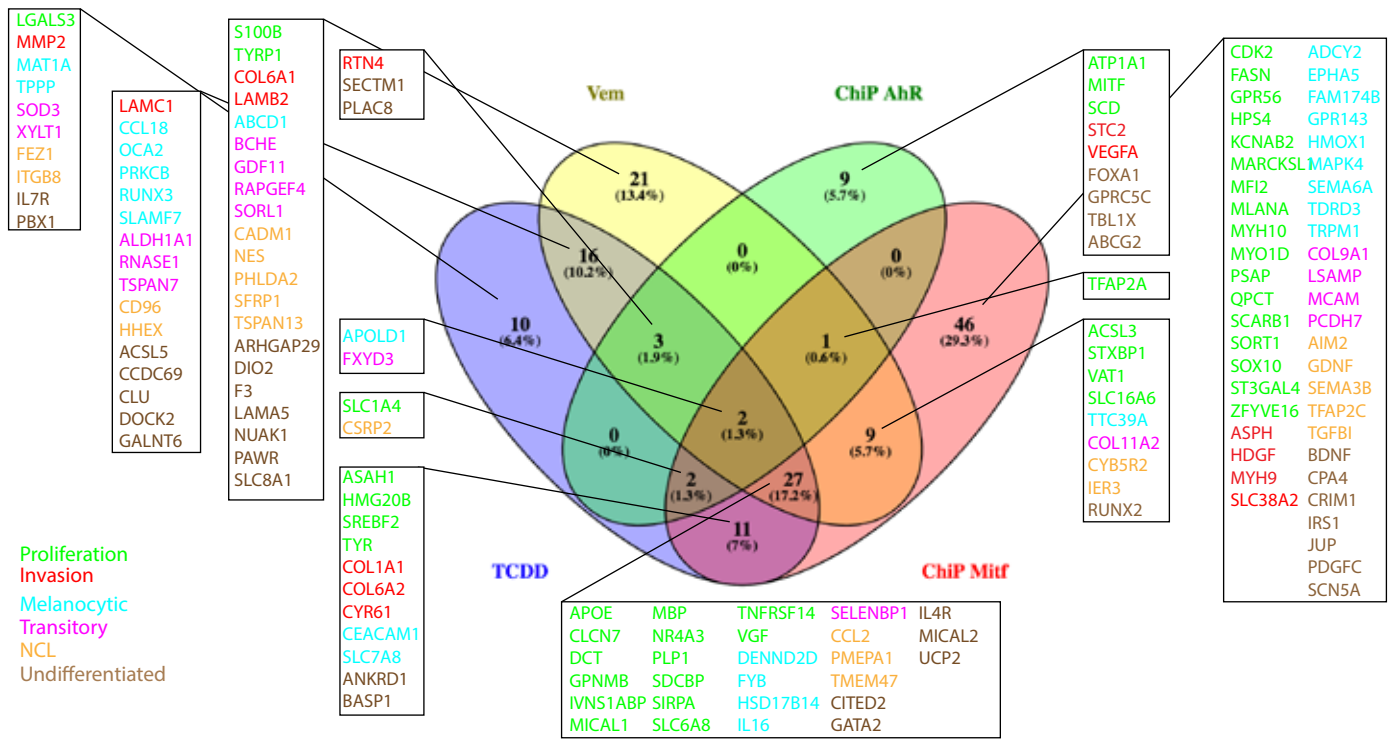 LGALS3
MMP2
MAT1A
TPPP
SOD3
XYLT1
FEZ1
ITGB8
IL7R
PBX1
LAMC1
CCL18
OCA2
PRKCB
RUNX3
SLAMF7
ALDH1A1
RNASE1
TSPAN7
CD96
HHEX
ACSL5
CCDC69
CLU
DOCK2
GALNT6
S100B
TYRP1
COL6A1
LAMB2
ABCD1
BCHE
GDF11
RAPGEF4
SORL1
CADM1
NES
PHLDA2
SFRP1
TSPAN13
ARHGAP29
DIO2
F3
LAMA5
NUAK1
PAWR
SLC8A1
RTN4
SECTM1
PLAC8
APOLD1
FXYD3
SLC1A4
CSRP2
ASAH1
HMG20B
SREBF2
TYR
COL1A1
COL6A2
CYR61
CEACAM1
SLC7A8
ANKRD1
BASP1
Vem
ChiP AhR
TCDD
ChiP Mitf
21
(13.4%)
9
(5.7%)
0
(0%)
16
(10.2%)
0
(0%)
10
(6.4%)
3
(1.9%)
1
(0.6%)
46
(29.3%)
2
(1.3%)
0
(0%)
9
(5.7%)
2
(1.3%)
27
(17.2%)
11
(7%)
ATP1A1
MITF
SCD
STC2
VEGFA
FOXA1
GPRC5C
TBL1X
ABCG2
TFAP2A
ACSL3
STXBP1
VAT1
SLC16A6
TTC39A
COL11A2
CYB5R2
IER3
RUNX2
CDK2 ADCY2
FASN EPHA5
GPR56 FAM174B
HPS4 GPR143
KCNAB2 HMOX1
MARCKSL1 MAPK4
MFI2 SEMA6A
MLANA TDRD3
MYH10 TRPM1
MYO1D COL9A1
PSAP LSAMP
QPCT MCAM
SCARB1 PCDH7
SORT1 AIM2
SOX10 GDNF
ST3GAL4 SEMA3B
ZFYVE16 TFAP2C
ASPH TGFBI
HDGF BDNF
MYH9 CPA4
SLC38A2 CRIM1
IRS1
JUP
PDGFC
SCN5A
APOE MBP TNFRSF14 SELENBP1 IL4R
CLCN7 NR4A3 VGF CCL2 MICAL2
DCT PLP1 DENND2D PMEPA1 UCP2
GPNMB SDCBP FYB TMEM47
IVNS1ABP SIRPA HSD17B14 CITED2
MICAL1 SLC6A8 IL16 GATA2
Proliferation
Invasion
Melanocytic
Transitory
NCL
Undifferentiated